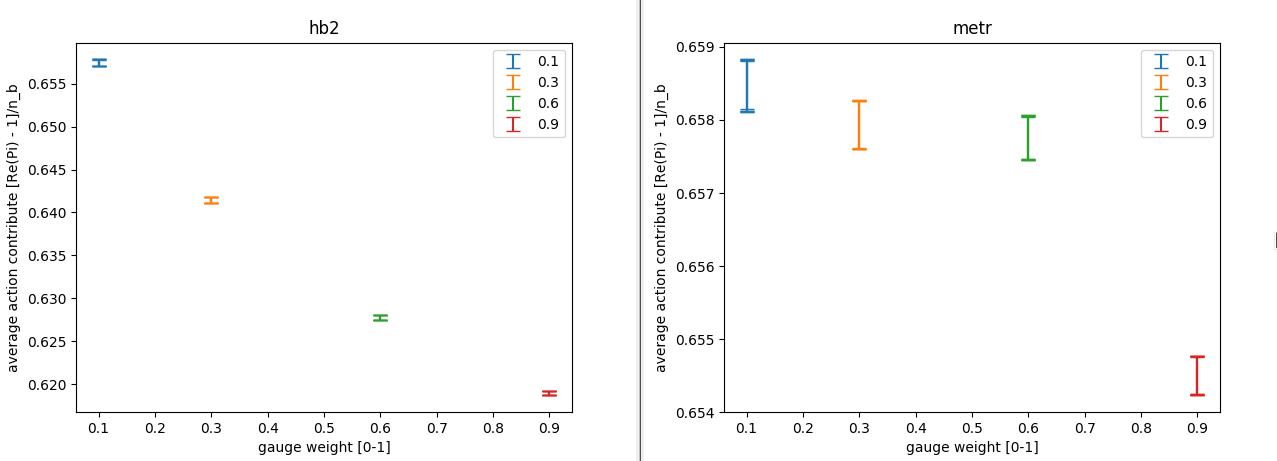 hb2
average action contribute [Re(Pi) - 1]/n_b
0.655
0.650
0.645
0.640
0.635
0.630
0.625
0.620
0.1
0.3
0.6
0.9
0.1 0.2 0.3 0.4 0.5 0.6 0.7 0.8 0.9
gauge weight [0-1]
metr
average action contribute [Re(Pi) - 1]/n_b
0.659
0.658
0.657
0.656
0.655
0.654
0.1
0.3
0.6
0.9
0.1 0.2 0.3 0.4 0.5 0.6 0.7 0.8 0.9
gauge weight [0-1]